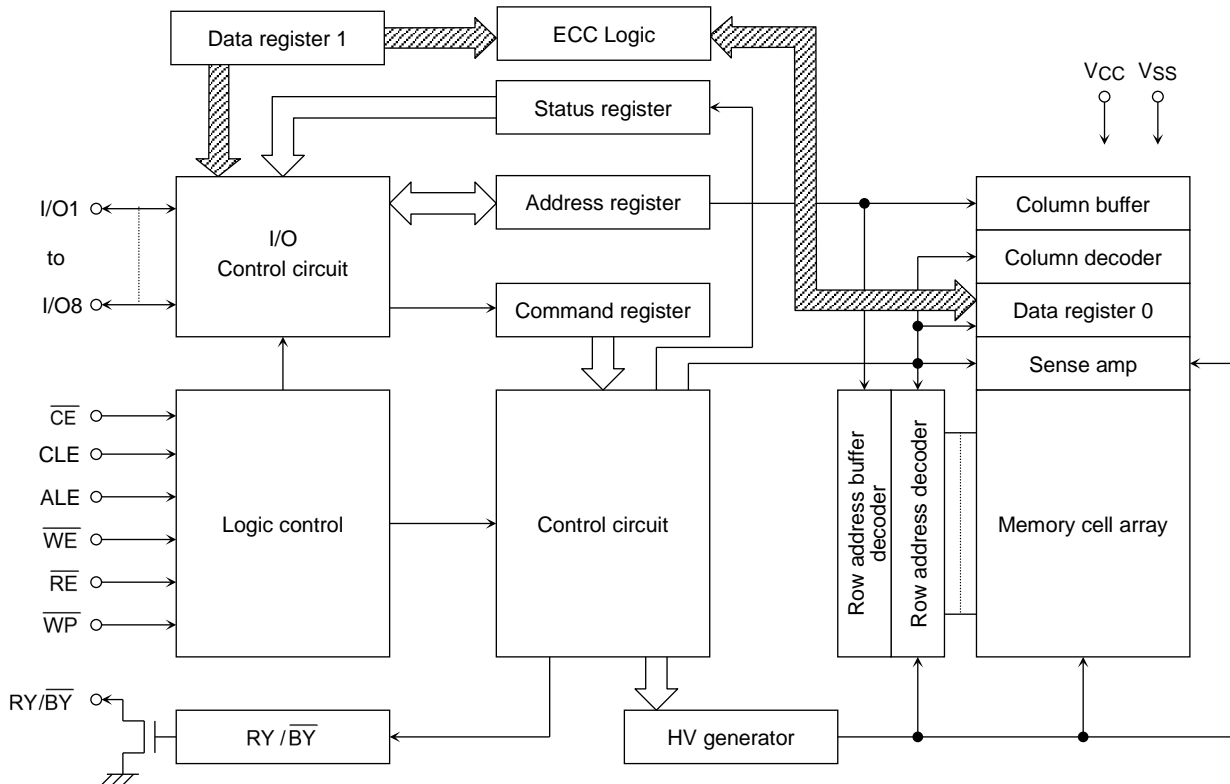 Data register 1
ECC Logic
VCC
VSS
Status register
I/O1
to
I/O8
I/O
Control circuit
Address register
Column buffer
Column decoder
Command register
Data register 0
Sense amp
CE
CLE
ALE
WE
RE
WP
Logic control
Control circuit
Row address buffer
decoder
Row address decoder
Memory cell array
RY/BY
RY / BY
HV generator